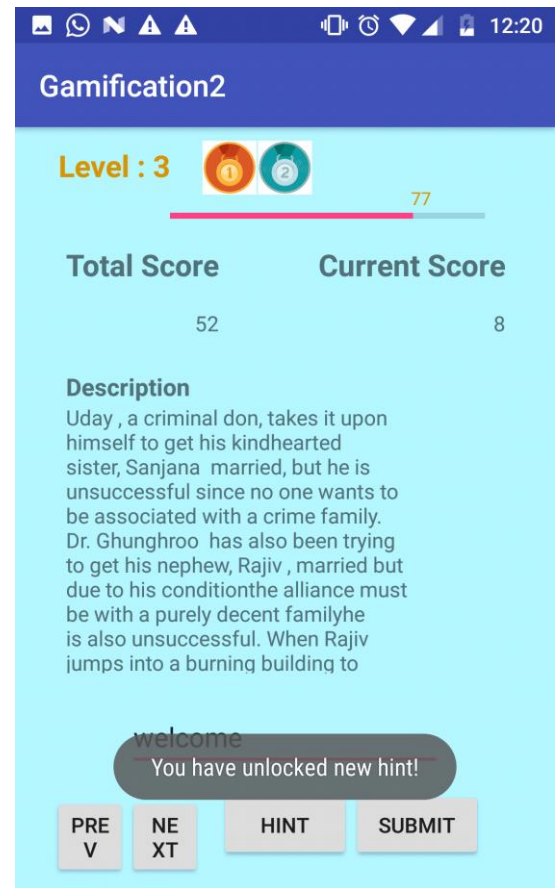 12:20
Gamification2
Level : 3
1
2
77
Total Score Current Score
52 8
Description
Uday , a criminal don, takes it upon
himself to get his kindhearted
sister, Sanjana  married, but he is
unsuccessful since no one wants to
be associated with a crime family.
Dr. Ghunghroo  has also been trying
to get his nephew, Rajiv , married but
due to his conditionthe alliance must
be with a purely decent familyhe
is also unsuccessful. When Rajiv
jumps into a burning building to
welcome
You have unlocked new hint!
PRE
V
NE
XT
HINT
SUBMIT